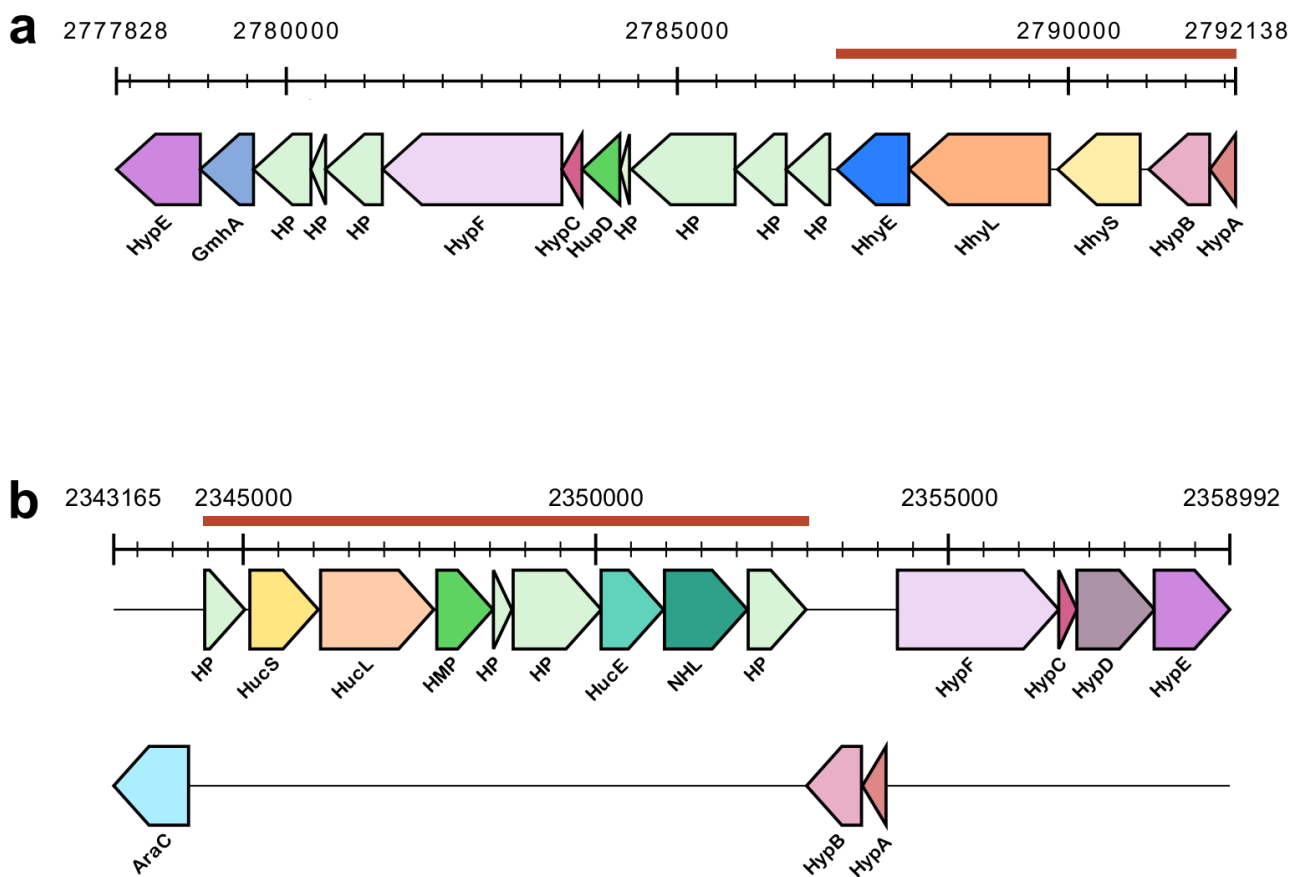 a
2777828 2780000 2785000 2790000 2792138
HypE GmhA HP HP HP HypF HypC HupD HP HP HP HP HhyE HhyL HhyS HypB HypA
b
2343165 2345000 2350000 2355000 2358992
HP HucS HucL HMP HP HP HucE NHL HP HypF HypC HypD HypE
AraC HypB HypA